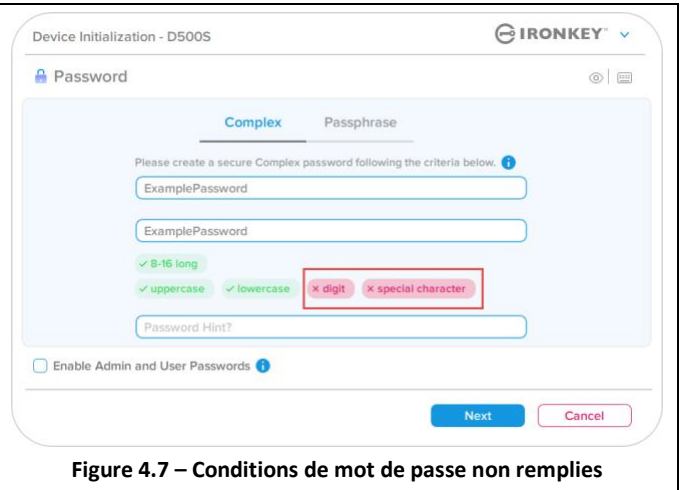 Device Initialization - D500S
IRONKEY™
Password
Complex Passphrase
Please create a secure Complex password following the criteria below.
ExamplePassword
ExamplePassword
✓ 8-16 long
✓ uppercase ✓ lowercase × digit × special character
Password Hint?
Enable Admin and User Passwords
Next Cancel
Figure 4.7 – Conditions de mot de passe non remplies